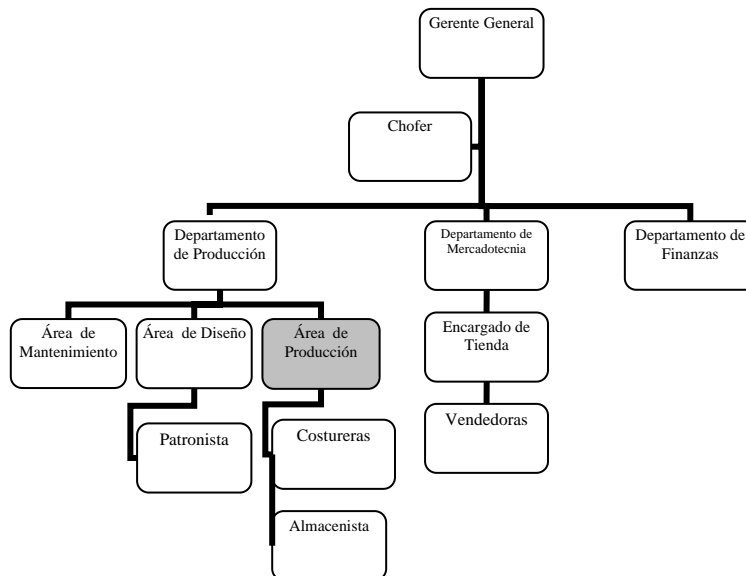 Gerente General
Chofer
Departamento
de Producción
Departamento de
Mercadotecnia
Departamento de
Finanzas
Área de
Mantenimiento
Área de Diseño
Área de
Producción
Encargado de
Tienda
Patronista
Costureras
Vendedoras
Almacenista